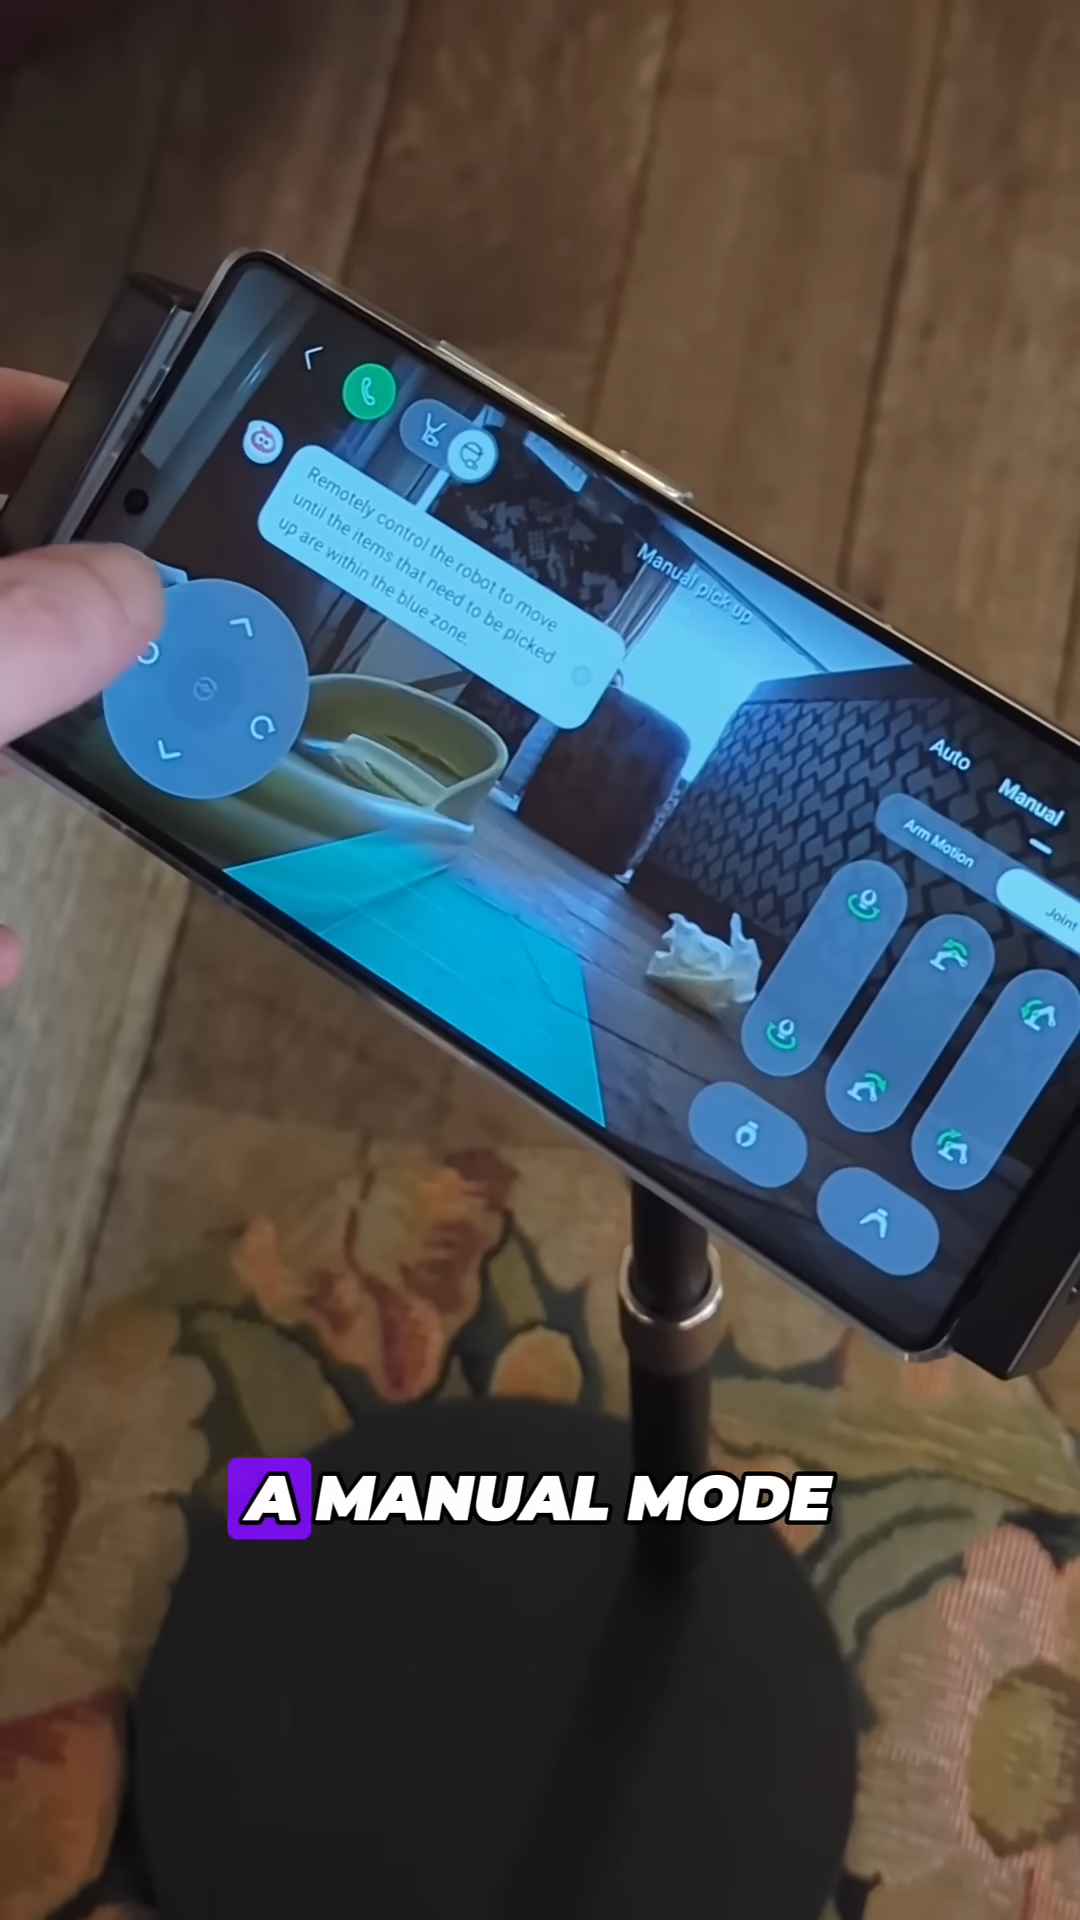 Remotely control the robot to move
until the items that need to be picked
up are within the blue zone.
Manual pick up
Auto
Manual
Arm Motion
Joint
A MANUAL MODE